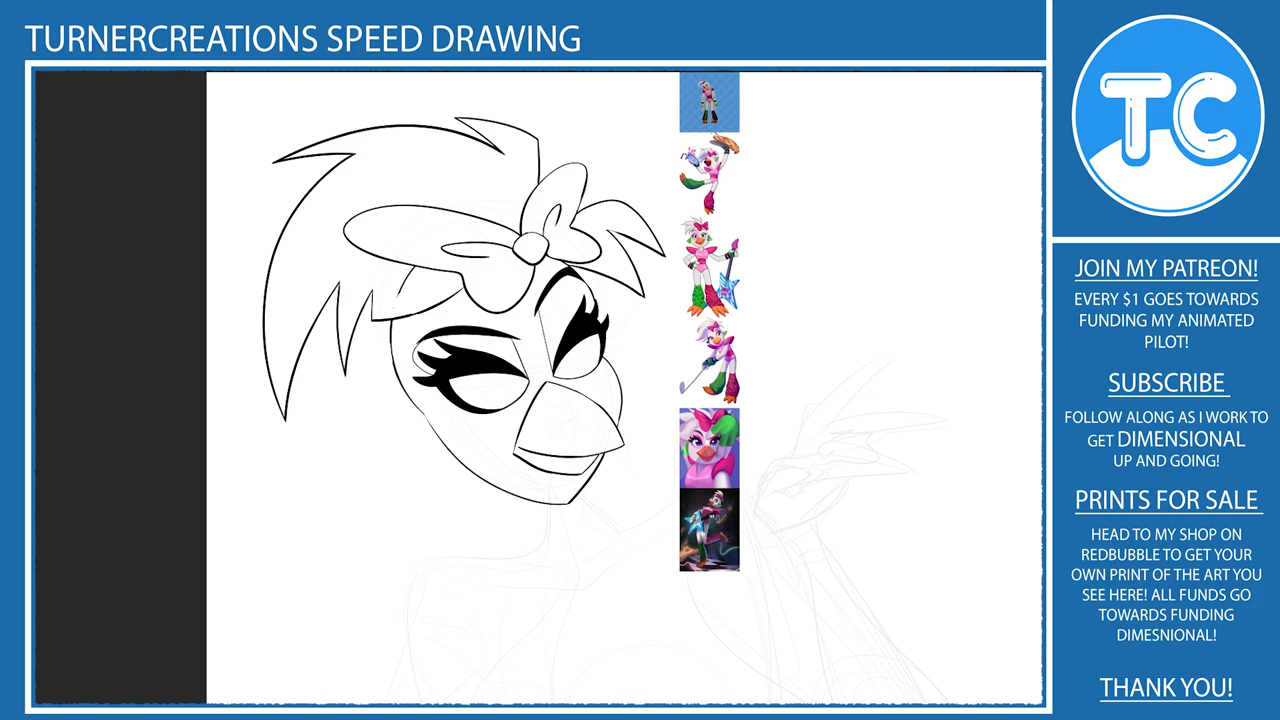 TURNERCREATIONS SPEED DRAWING
TC
JOIN MY PATREON!
EVERY $1 GOES TOWARDS
FUNDING MY ANIMATED
PILOT!
SUBSCRIBE
FOLLOW ALONG AS I WORK TO
GET DIMENSIONAL
UP AND GOING!
PRINTS FOR SALE
HEAD TO MY SHOP ON
REDBUBBLE TO GET YOUR
OWN PRINT OF THE ART YOU
SEE HERE! ALL FUNDS GO
TOWARDS FUNDING
DIMESNIONAL!
THANK YOU!